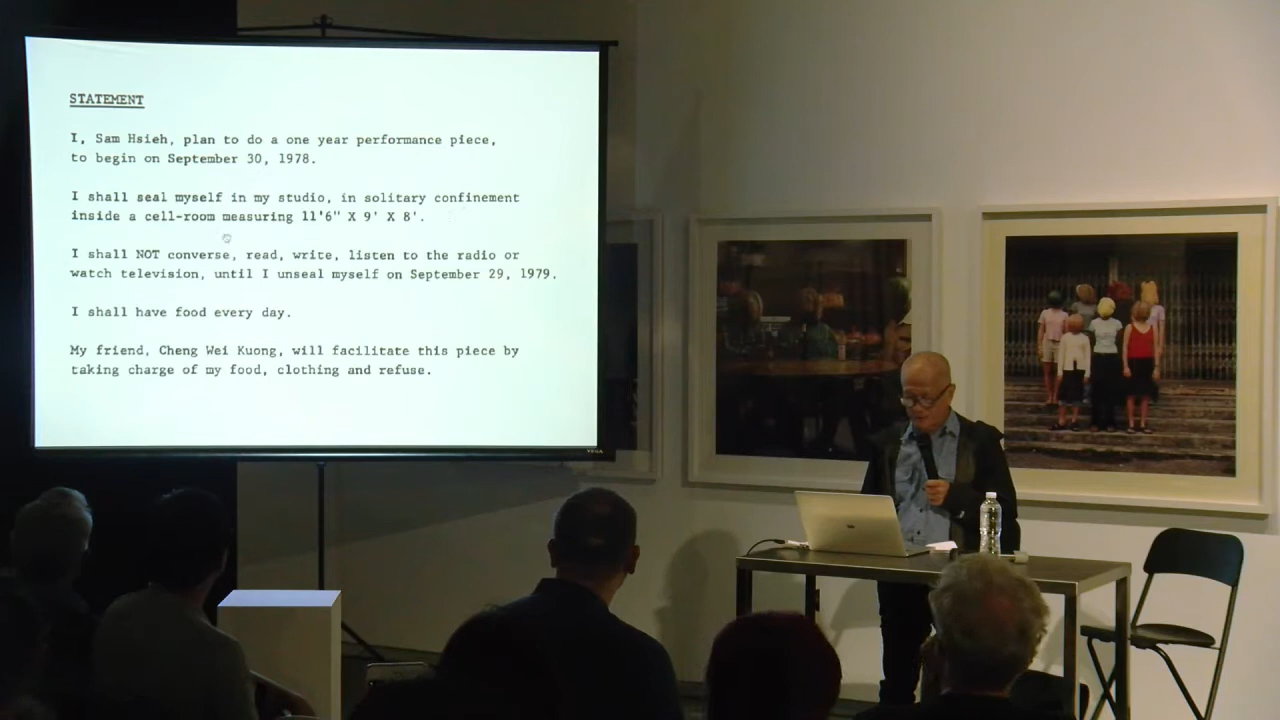 STATEMENT
I, Sam Hsieh, plan to do a one year performance piece,
to begin on September 30, 1978.
I shall seal myself in my studio, in solitary confinement
inside a cell-room measuring 11'6" X 9' X 8'.
I shall NOT converse, read, write, listen to the radio or
watch television, until I unseal myself on September 29, 1979.
I shall have food every day.
My friend, Cheng Wei Kuong, will facilitate this piece by
taking charge of my food, clothing and refuse.